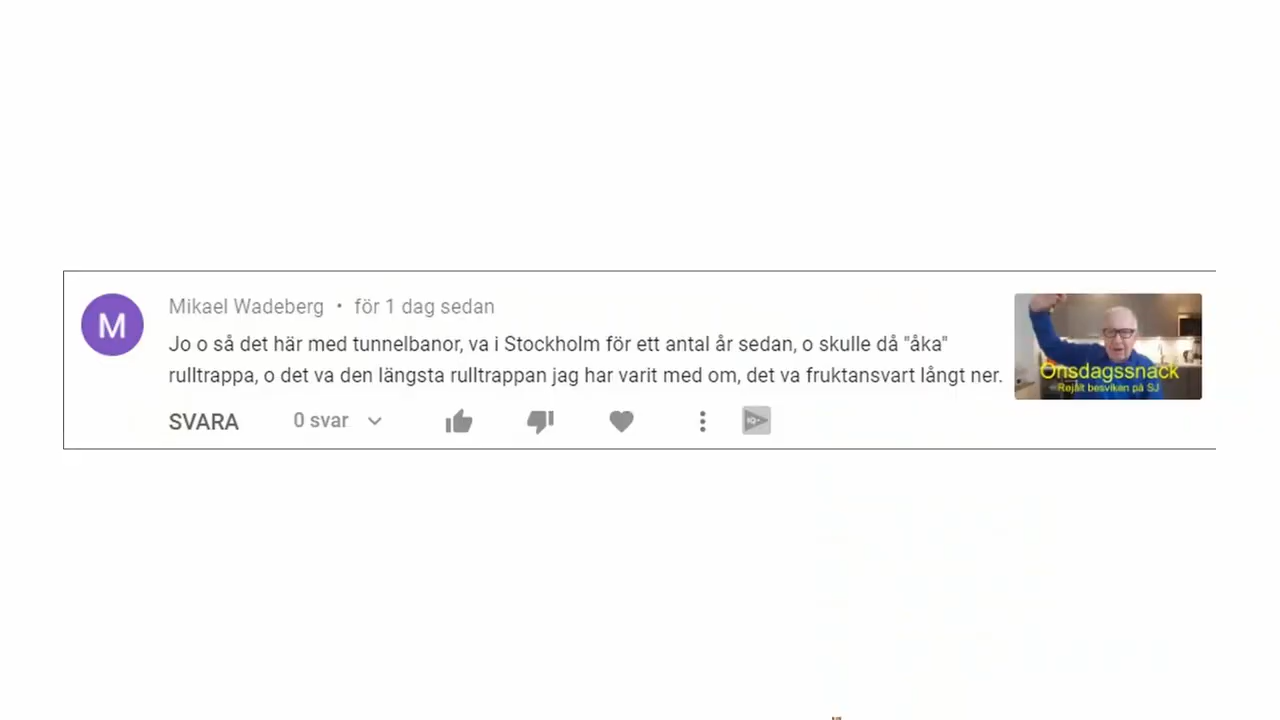 Mikael Wadeberg • för 1 dag sedan
Jo o så det här med tunnelbanor, va i Stockholm för ett antal år sedan, o skulle då "åka"
rulltrappa, o det va den längsta rulltrappan jag har varit med om, det va fruktansvart långt ner.
SVARA 0 svar
M
Onsdagssnack
Rejält besviken på SJ